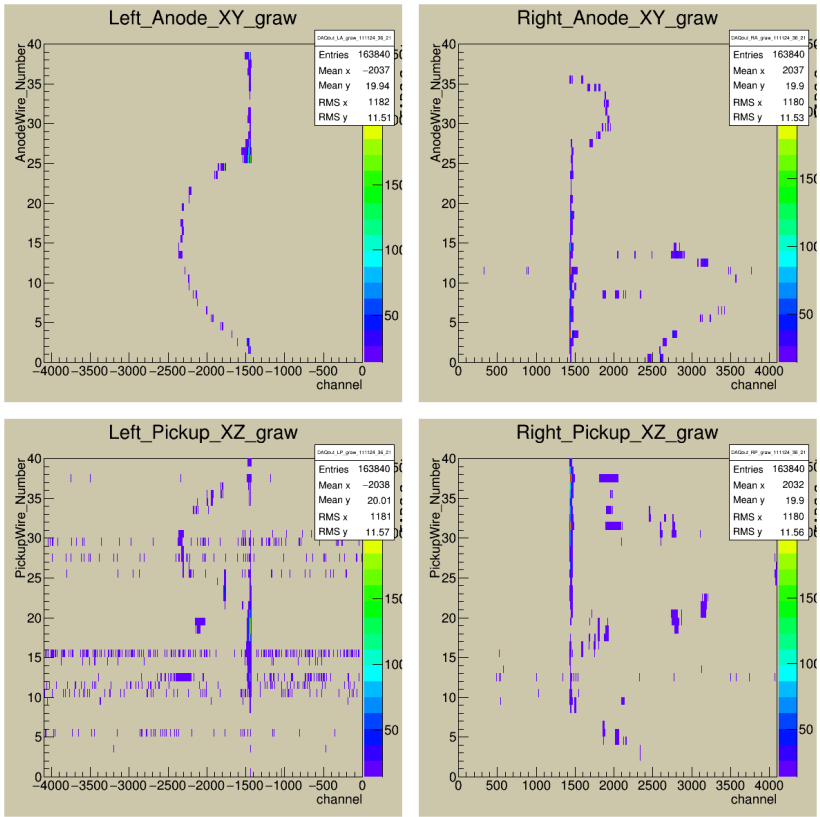 Left_Anode_XY_graw
DAQout_LA_graw_111124_36_21
Entries 163840
Mean x −2037
Mean y 19.94
RMS x 1182
RMS y 11.51
AnodeWire_Number
40
35
30
25
20
15
10
5
0
−4000 −3500 −3000 −2500 −2000 −1500 −1000 −500 0
channel
150
100
50
Right_Anode_XY_graw
DAQout_RA_graw_111124_36_21
Entries 163840
Mean x 2037
Mean y 19.9
RMS x 1180
RMS y 11.53
AnodeWire_Number
40
35
30
25
20
15
10
5
0
0 500 1000 1500 2000 2500 3000 3500 4000
channel
150
100
50
Left_Pickup_XZ_graw
DAQout_LP_graw_111124_36_21
Entries 163840
Mean x −2038
Mean y 20.01
RMS x 1181
RMS y 11.57
PickupWire_Number
40
35
30
25
20
15
10
5
0
−4000 −3500 −3000 −2500 −2000 −1500 −1000 −500 0
channel
150
100
50
Right_Pickup_XZ_graw
DAQout_RP_graw_111124_36_21
Entries 163840
Mean x 2032
Mean y 19.9
RMS x 1180
RMS y 11.56
PickupWire_Number
40
35
30
25
20
15
10
5
0
0 500 1000 1500 2000 2500 3000 3500 4000
channel
150
100
50